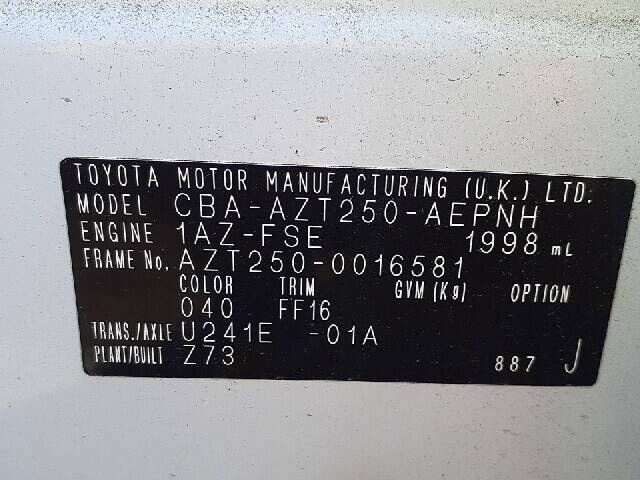 TOYOTA MOTOR MANUFACTURING (U.K.) LTD.
MODEL CBA-AZT250-AEPNH
ENGINE 1AZ-FSE 1998 mL
FRAME No. AZT250-0016581
COLOR TRIM GVM (Kg) OPTION
040 FF16
TRANS./AXLE U241E -01A
PLANT/BUILT Z73
887 J